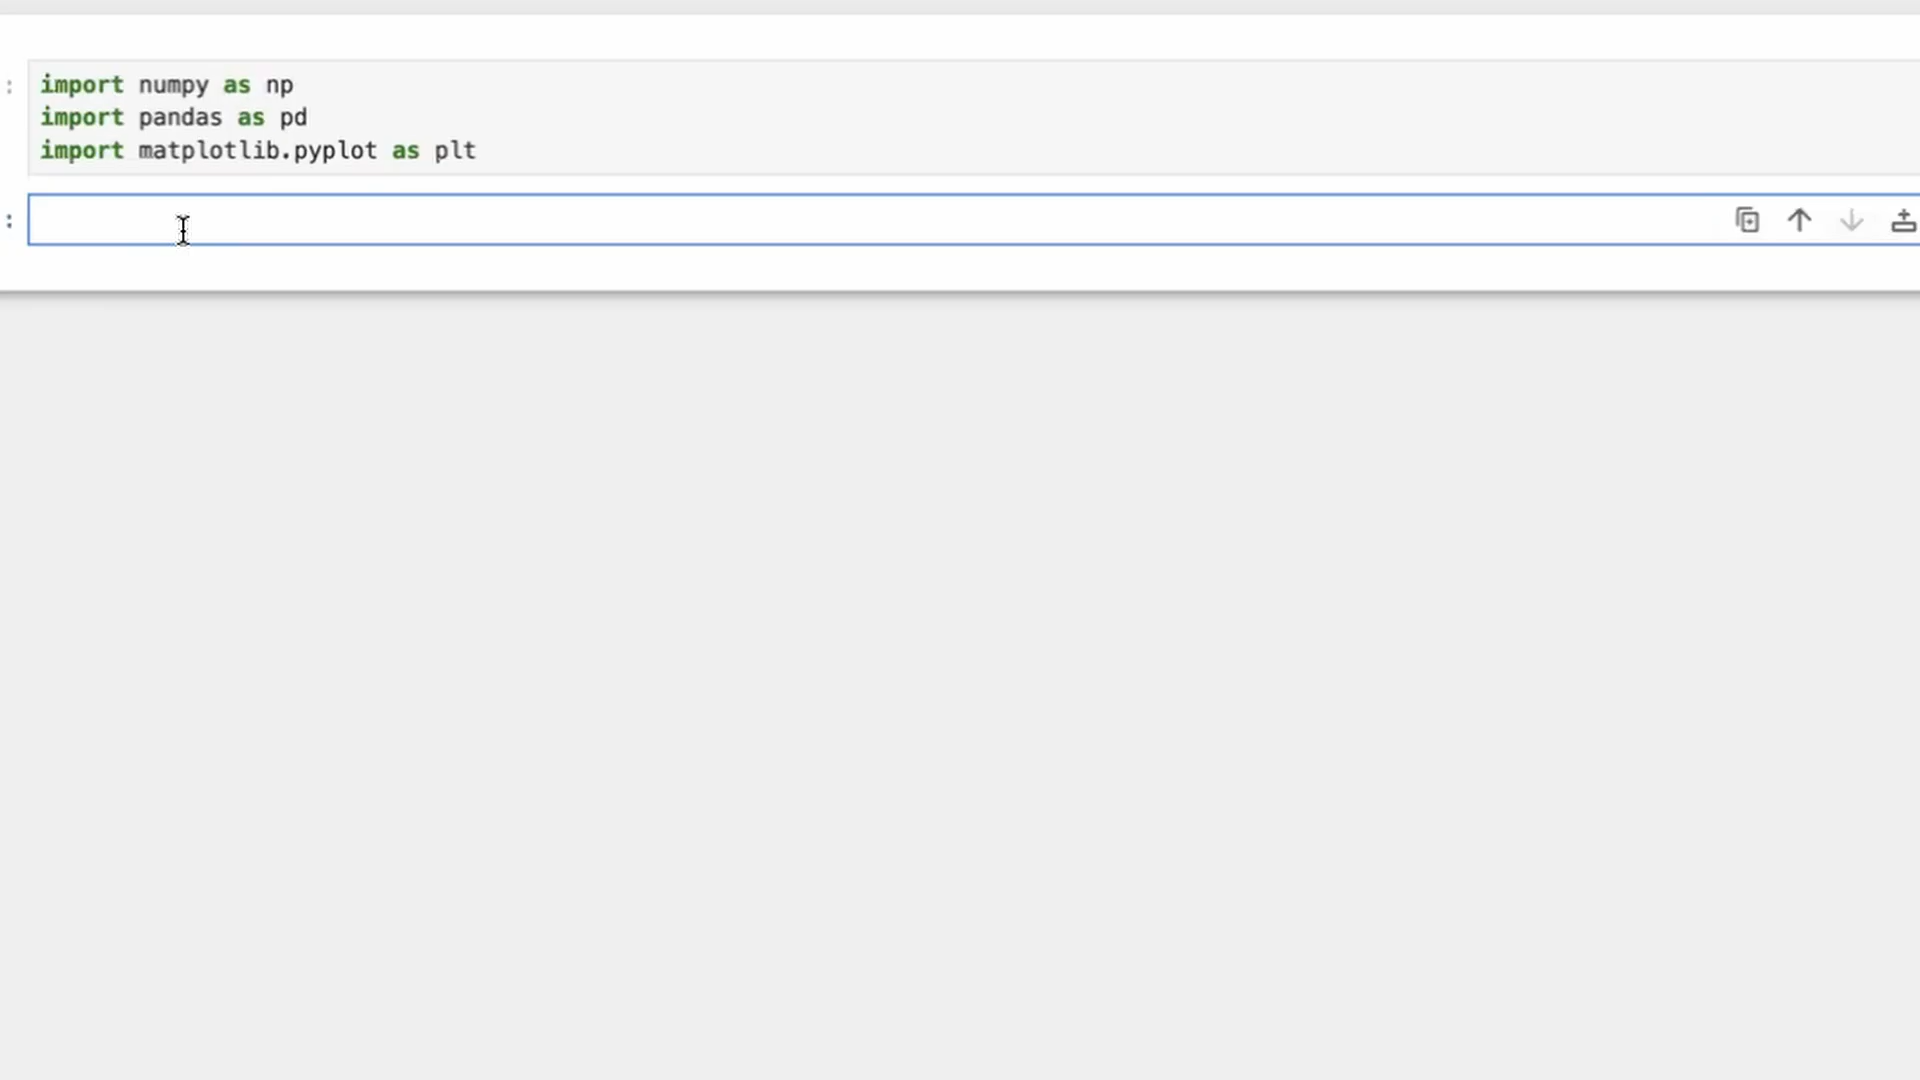 :
import numpy as np
import pandas as pd
import matplotlib.pyplot as plt
: